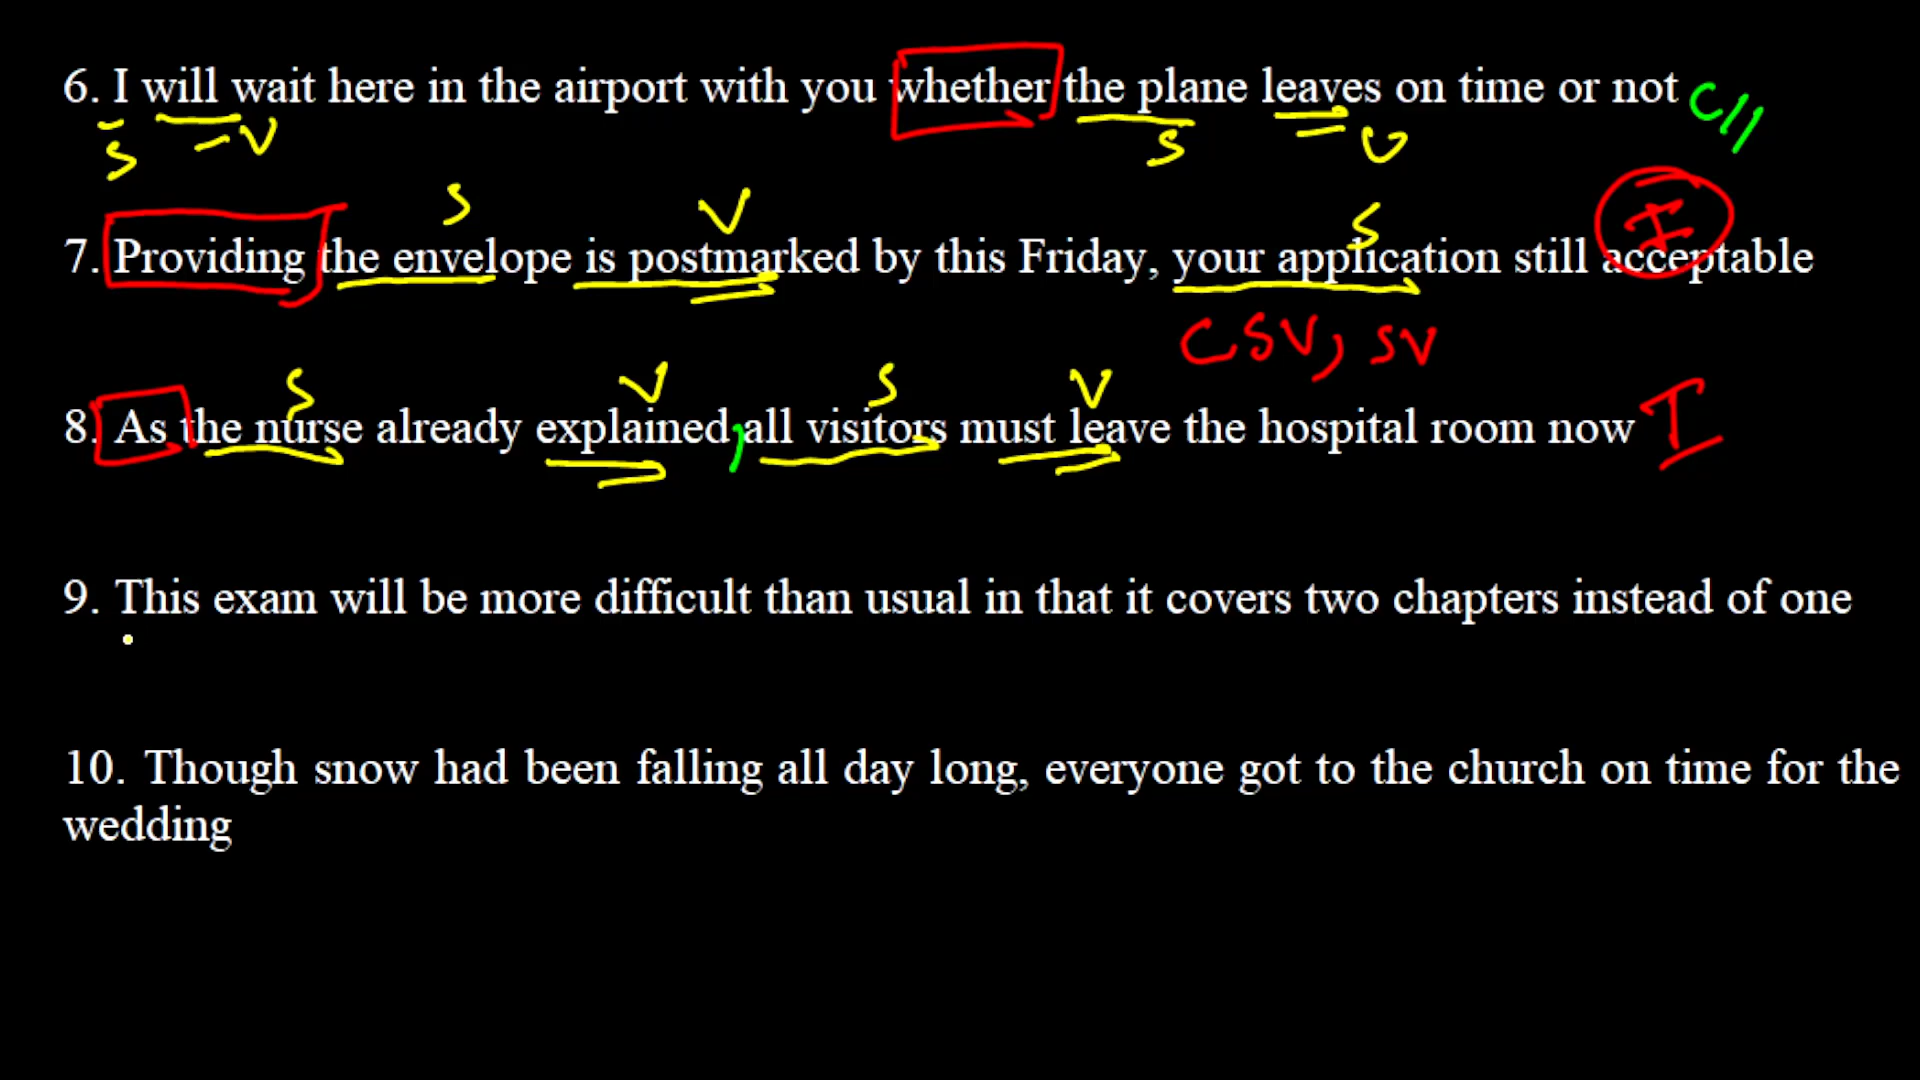 6. I will wait here in the airport with you whether the plane leaves on time or not C//
S V S V
S V S I
7. Providing the envelope is postmarked by this Friday, your application still acceptable
CSV, SV
S V S V
8. As the nurse already explained, all visitors must leave the hospital room now I
9. This exam will be more difficult than usual in that it covers two chapters instead of one
10. Though snow had been falling all day long, everyone got to the church on time for the
wedding